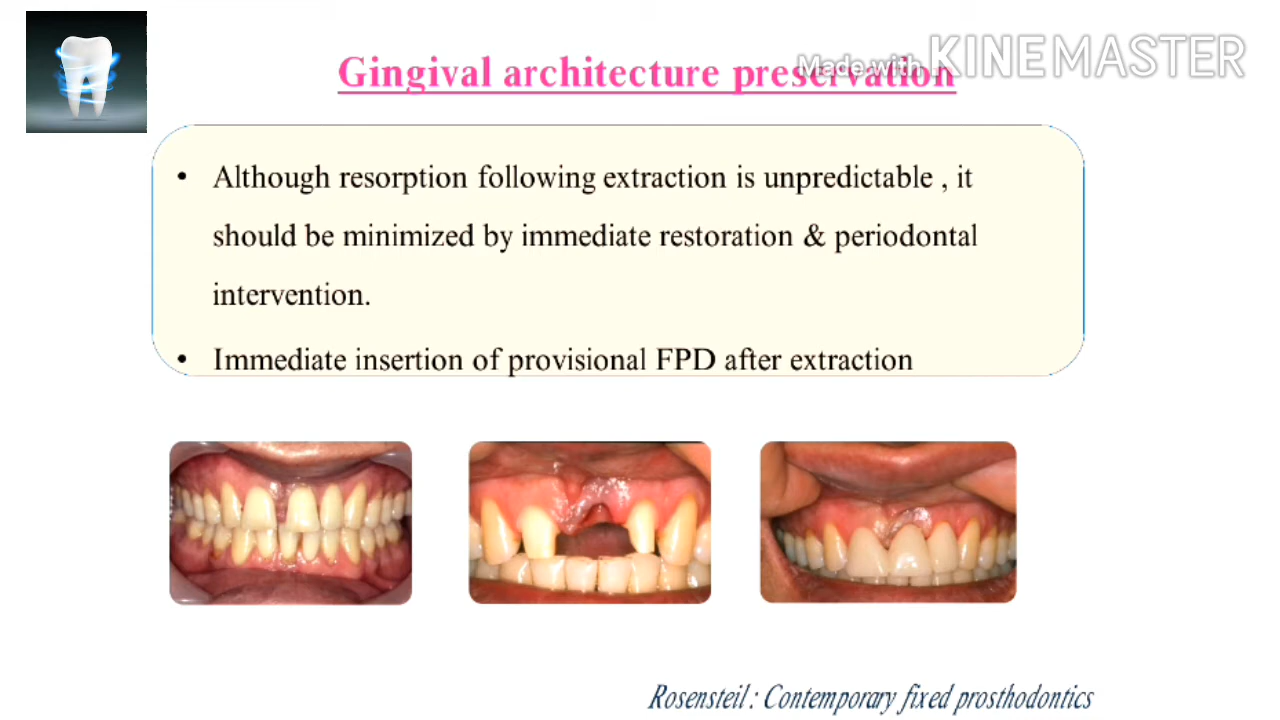 Made with KINEMASTER
Gingival architecture preservation
• Although resorption following extraction is unpredictable , it
should be minimized by immediate restoration & periodontal
intervention.
• Immediate insertion of provisional FPD after extraction
Rosensteil : Contemporary fixed prosthodontics